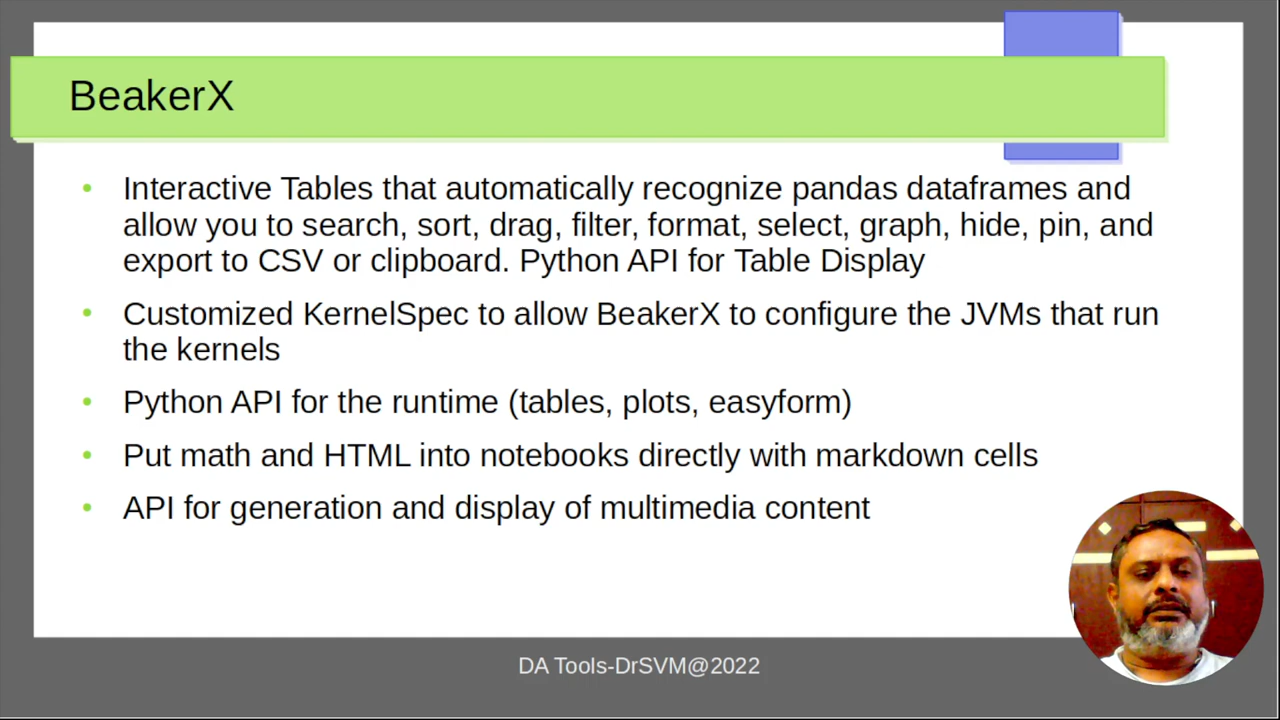 BeakerX
Interactive Tables that automatically recognize pandas dataframes and
allow you to search, sort, drag, filter, format, select, graph, hide, pin, and
export to CSV or clipboard. Python API for Table Display
Customized KernelSpec to allow BeakerX to configure the JVMs that run
the kernels
Python API for the runtime (tables, plots, easyform)
Put math and HTML into notebooks directly with markdown cells
API for generation and display of multimedia content
DA Tools-DrSVM@2022